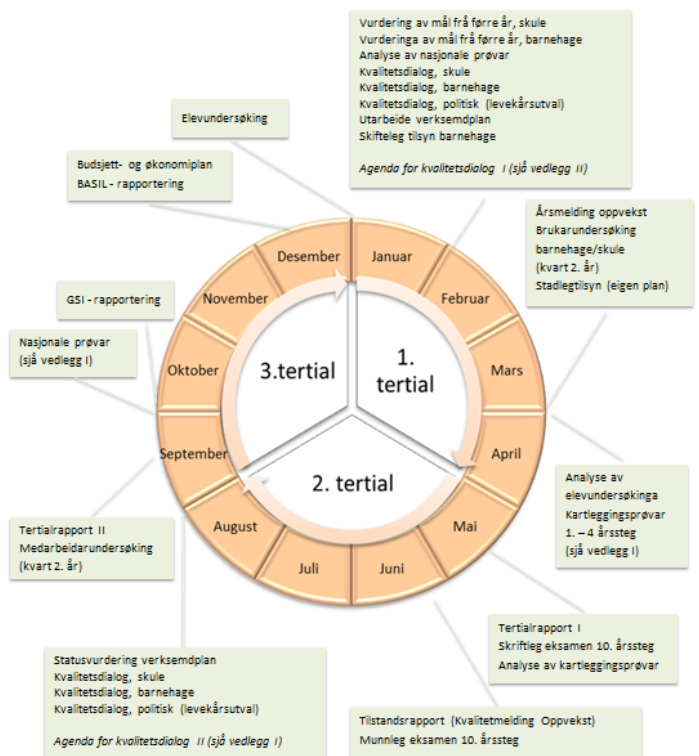 Vurdering av mål frå førre år, skule
Vurderinga av mål frå førre år, barnehage
Analyse av nasjonale prøvar
Kvalitetsdialog, skule
Kvalitetsdialog, barnehage
Kvalitetsdialog, politisk (levekårsutval)
Utarbeide verksemdplan
Skifteleg tilsyn barnehage
Agenda for kvalitetsdialog I (sjå vedlegg II)
Elevundersøking
Budsjett- og økonomiplan
BASIL - rapportering
Årsmelding oppvekst
Brukarundersøking
barnehage/skule
(kvart 2. år)
Stadlegtilsyn (eigen plan)
GSI - rapportering
Nasjonale prøvar
(sjå vedlegg I)
Desember
Januar
November
Februar
Oktober
Mars
September
April
August
Mai
Juli
Juni
3.tertial
1.
tertial
2. tertial
Analyse av
elevundersøkinga
Kartleggingsprøvar
1. – 4 årssteg
(sjå vedlegg I)
Tertialrapport II
Medarbeidarundersøking
(kvart 2. år)
Tertialrapport I
Skriftleg eksamen 10. årssteg
Analyse av kartleggingsprøvar
Statusvurdering verksemdplan
Kvalitetsdialog, skule
Kvalitetsdialog, barnehage
Kvalitetsdialog, politisk (levekårsutval)
Agenda for kvalitetsdialog II (sjå vedlegg I)
Tilstandsrapport (Kvalitetmelding Oppvekst)
Munnleg eksamen 10. årssteg